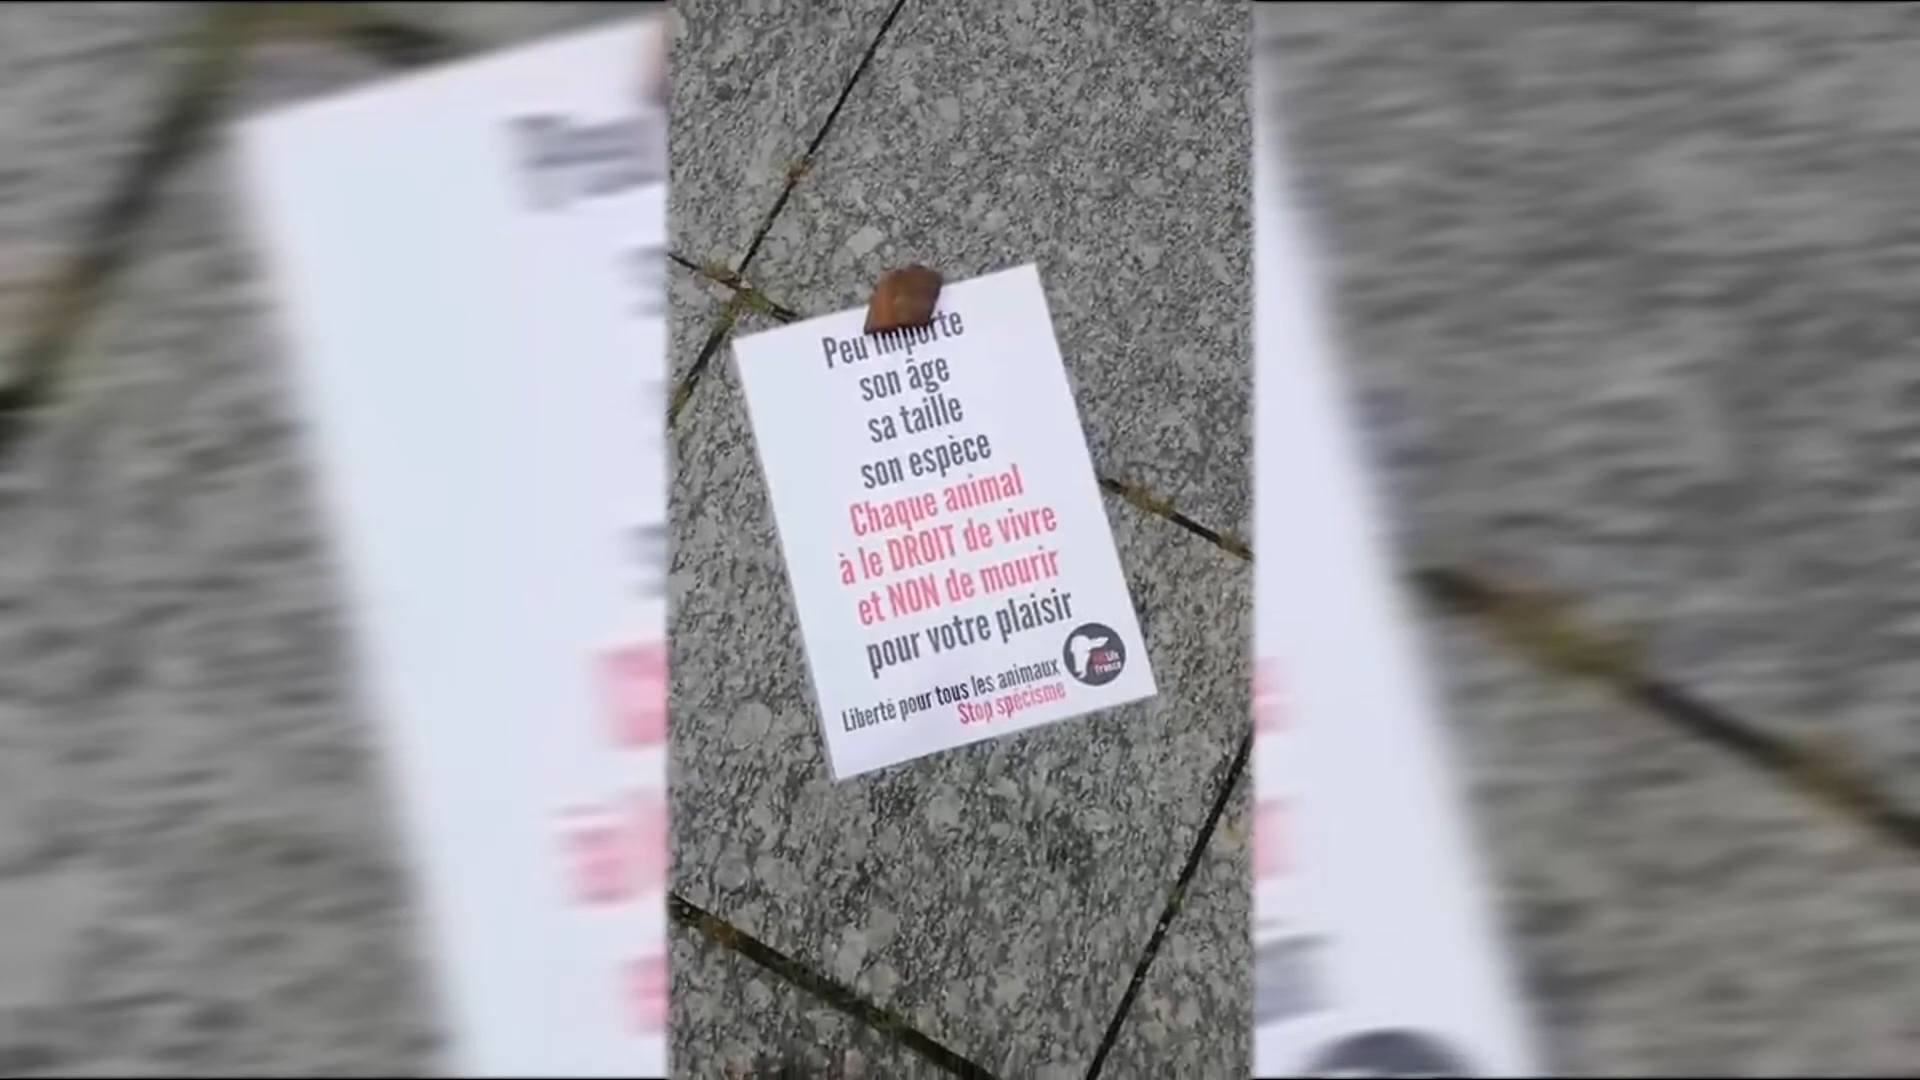 Peu importe
son âge
sa taille
son espèce
Chaque animal
à le DROIT de vivre
et NON de mourir
pour votre plaisir
Liberté pour tous les animaux
Stop spécisme